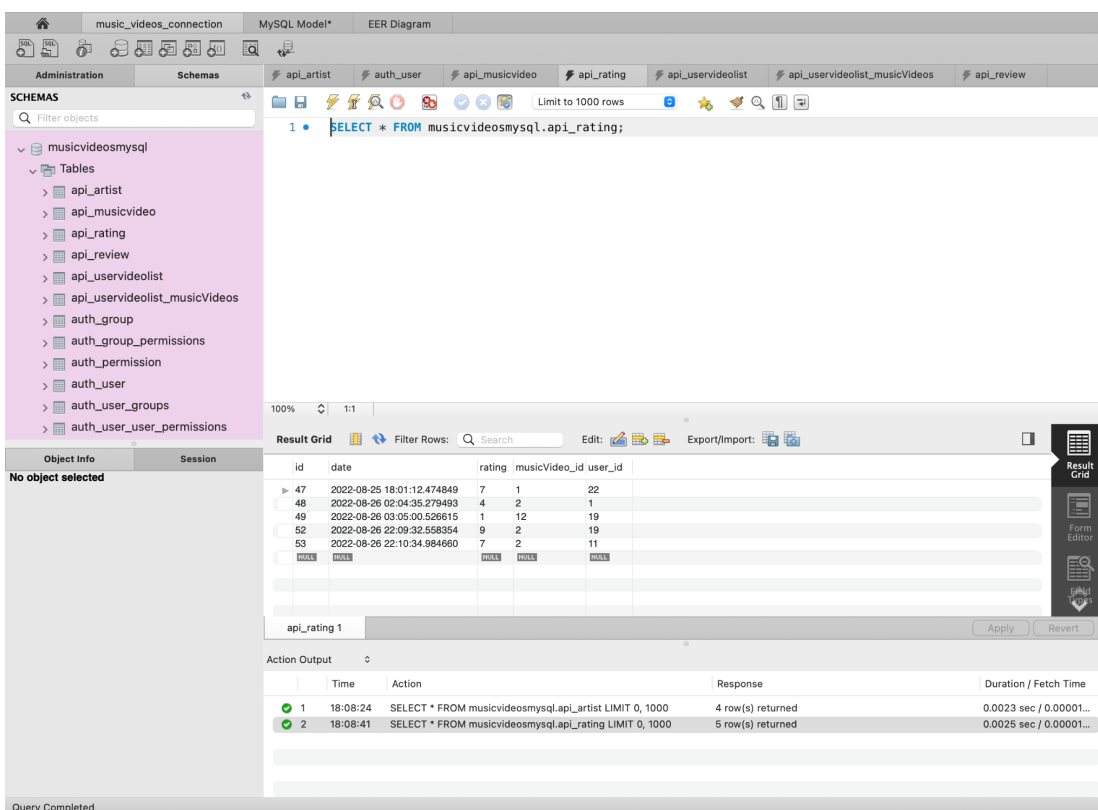 music_videos_connection MySQL Model* EER Diagram
Administration Schemas api_artist auth_user api_musicvideo api_rating api_uservideolist api_uservideolist_musicVideos api_review
SCHEMAS
Filter objects
Limit to 1000 rows
1 SELECT * FROM musicvideosmysql.api_rating;
musicvideosmysql
Tables
api_artist
api_musicvideo
api_rating
api_review
api_uservideolist
api_uservideolist_musicVideos
auth_group
auth_group_permissions
auth_permission
auth_user
auth_user_groups
auth_user_user_permissions
100% 1:1
Result Grid Filter Rows: Search Edit: Export/Import:
Object Info Session
No object selected
id date rating musicVideo_id user_id
47 2022-08-25 18:01:12.474849 7 1 22
48 2022-08-26 02:04:35.279493 4 2 1
49 2022-08-26 03:05:00.526615 1 12 19
52 2022-08-26 22:09:32.558354 9 2 19
53 2022-08-26 22:10:34.984660 7 2 11
NULL NULL NULL NULL NULL
Result
Grid
Form
Editor
Field
Types
api_rating 1 Apply Revert
Action Output
Time Action Response Duration / Fetch Time
1 18:08:24 SELECT * FROM musicvideosmysql.api_artist LIMIT 0, 1000 4 row(s) returned 0.0023 sec / 0.00001...
2 18:08:41 SELECT * FROM musicvideosmysql.api_rating LIMIT 0, 1000 5 row(s) returned 0.0025 sec / 0.00001...
Query Completed